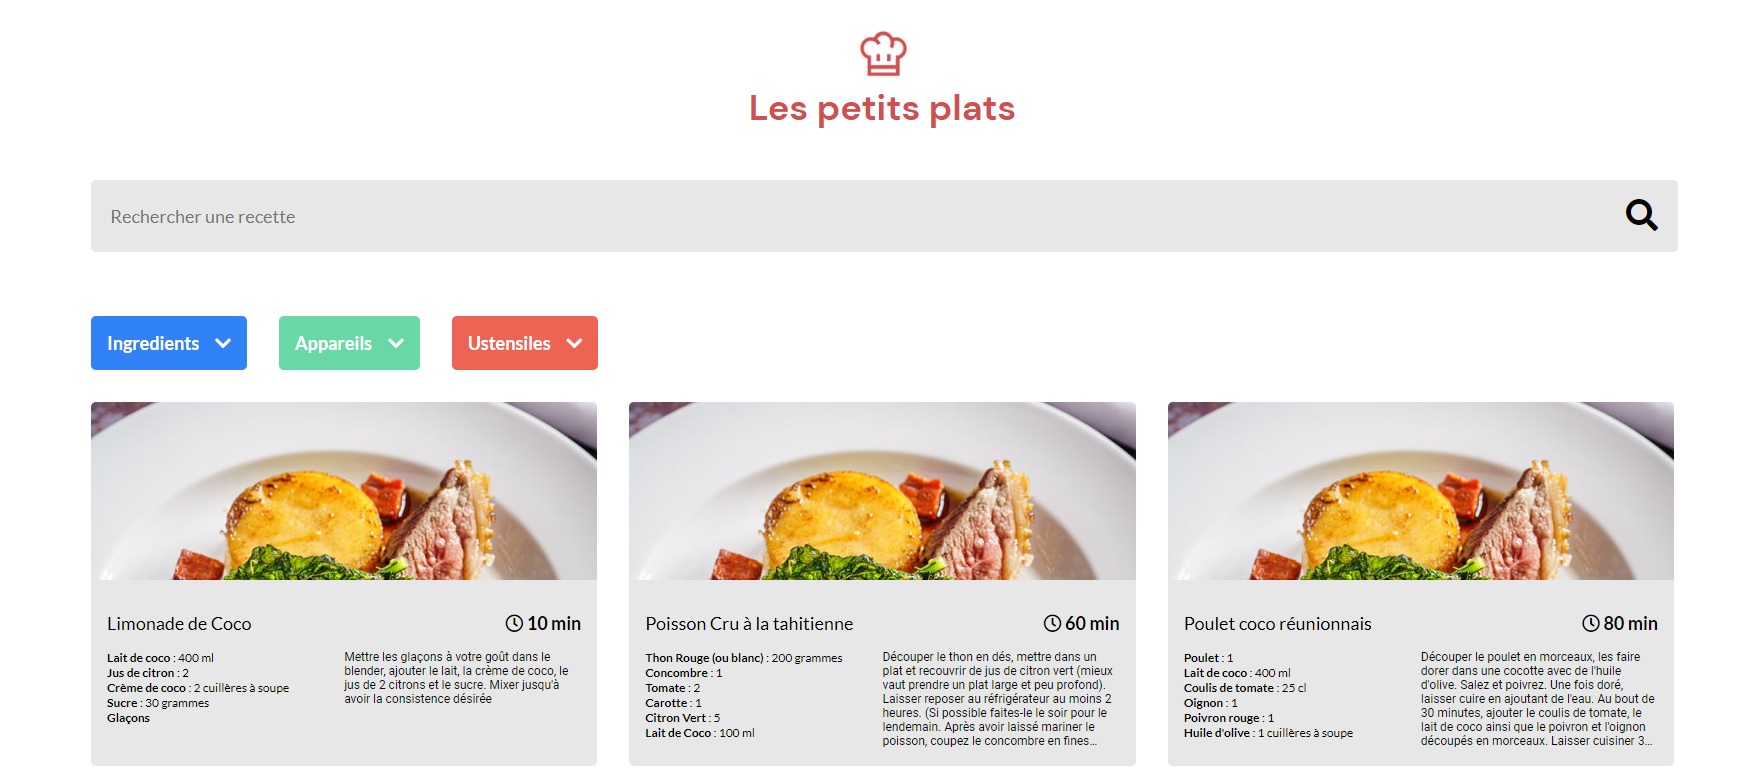 Les petits plats
Rechercher une recette
Ingredients
Appareils
Ustensiles
Limonade de Coco
10 min
Lait de coco : 400 ml
Jus de citron : 2
Crème de coco : 2 cuillères à soupe
Sucre : 30 grammes
Glaçons
Mettre les glaçons à votre goût dans le
blender, ajouter le lait, la crème de coco, le
jus de 2 citrons et le sucre. Mixer jusqu'à
avoir la consistence désirée
Poisson Cru à la tahitienne
60 min
Thon Rouge (ou blanc) : 200 grammes
Concombre : 1
Tomate : 2
Carotte : 1
Citron Vert : 5
Lait de Coco : 100 ml
Découper le thon en dés, mettre dans un
plat et recouvrir de jus de citron vert (mieux
vaut prendre un plat large et peu profond).
Laisser reposer au réfrigérateur au moins 2
heures. (Si possible faites-le le soir pour le
lendemain. Après avoir laissé mariner le
poisson, coupez le concombre en fines...
Poulet coco réunionnais
80 min
Poulet : 1
Lait de coco : 400 ml
Coulis de tomate : 25 cl
Oignon : 1
Poivron rouge : 1
Huile d'olive : 1 cuillères à soupe
Découper le poulet en morceaux, les faire
dorer dans une cocotte avec de l'huile
d'olive. Salez et poivrez. Une fois doré,
laisser cuire en ajoutant de l'eau. Au bout de
30 minutes, ajouter le coulis de tomate, le
lait de coco ainsi que le poivron et l'oignon
découpés en morceaux. Laisser cuisiner 3...